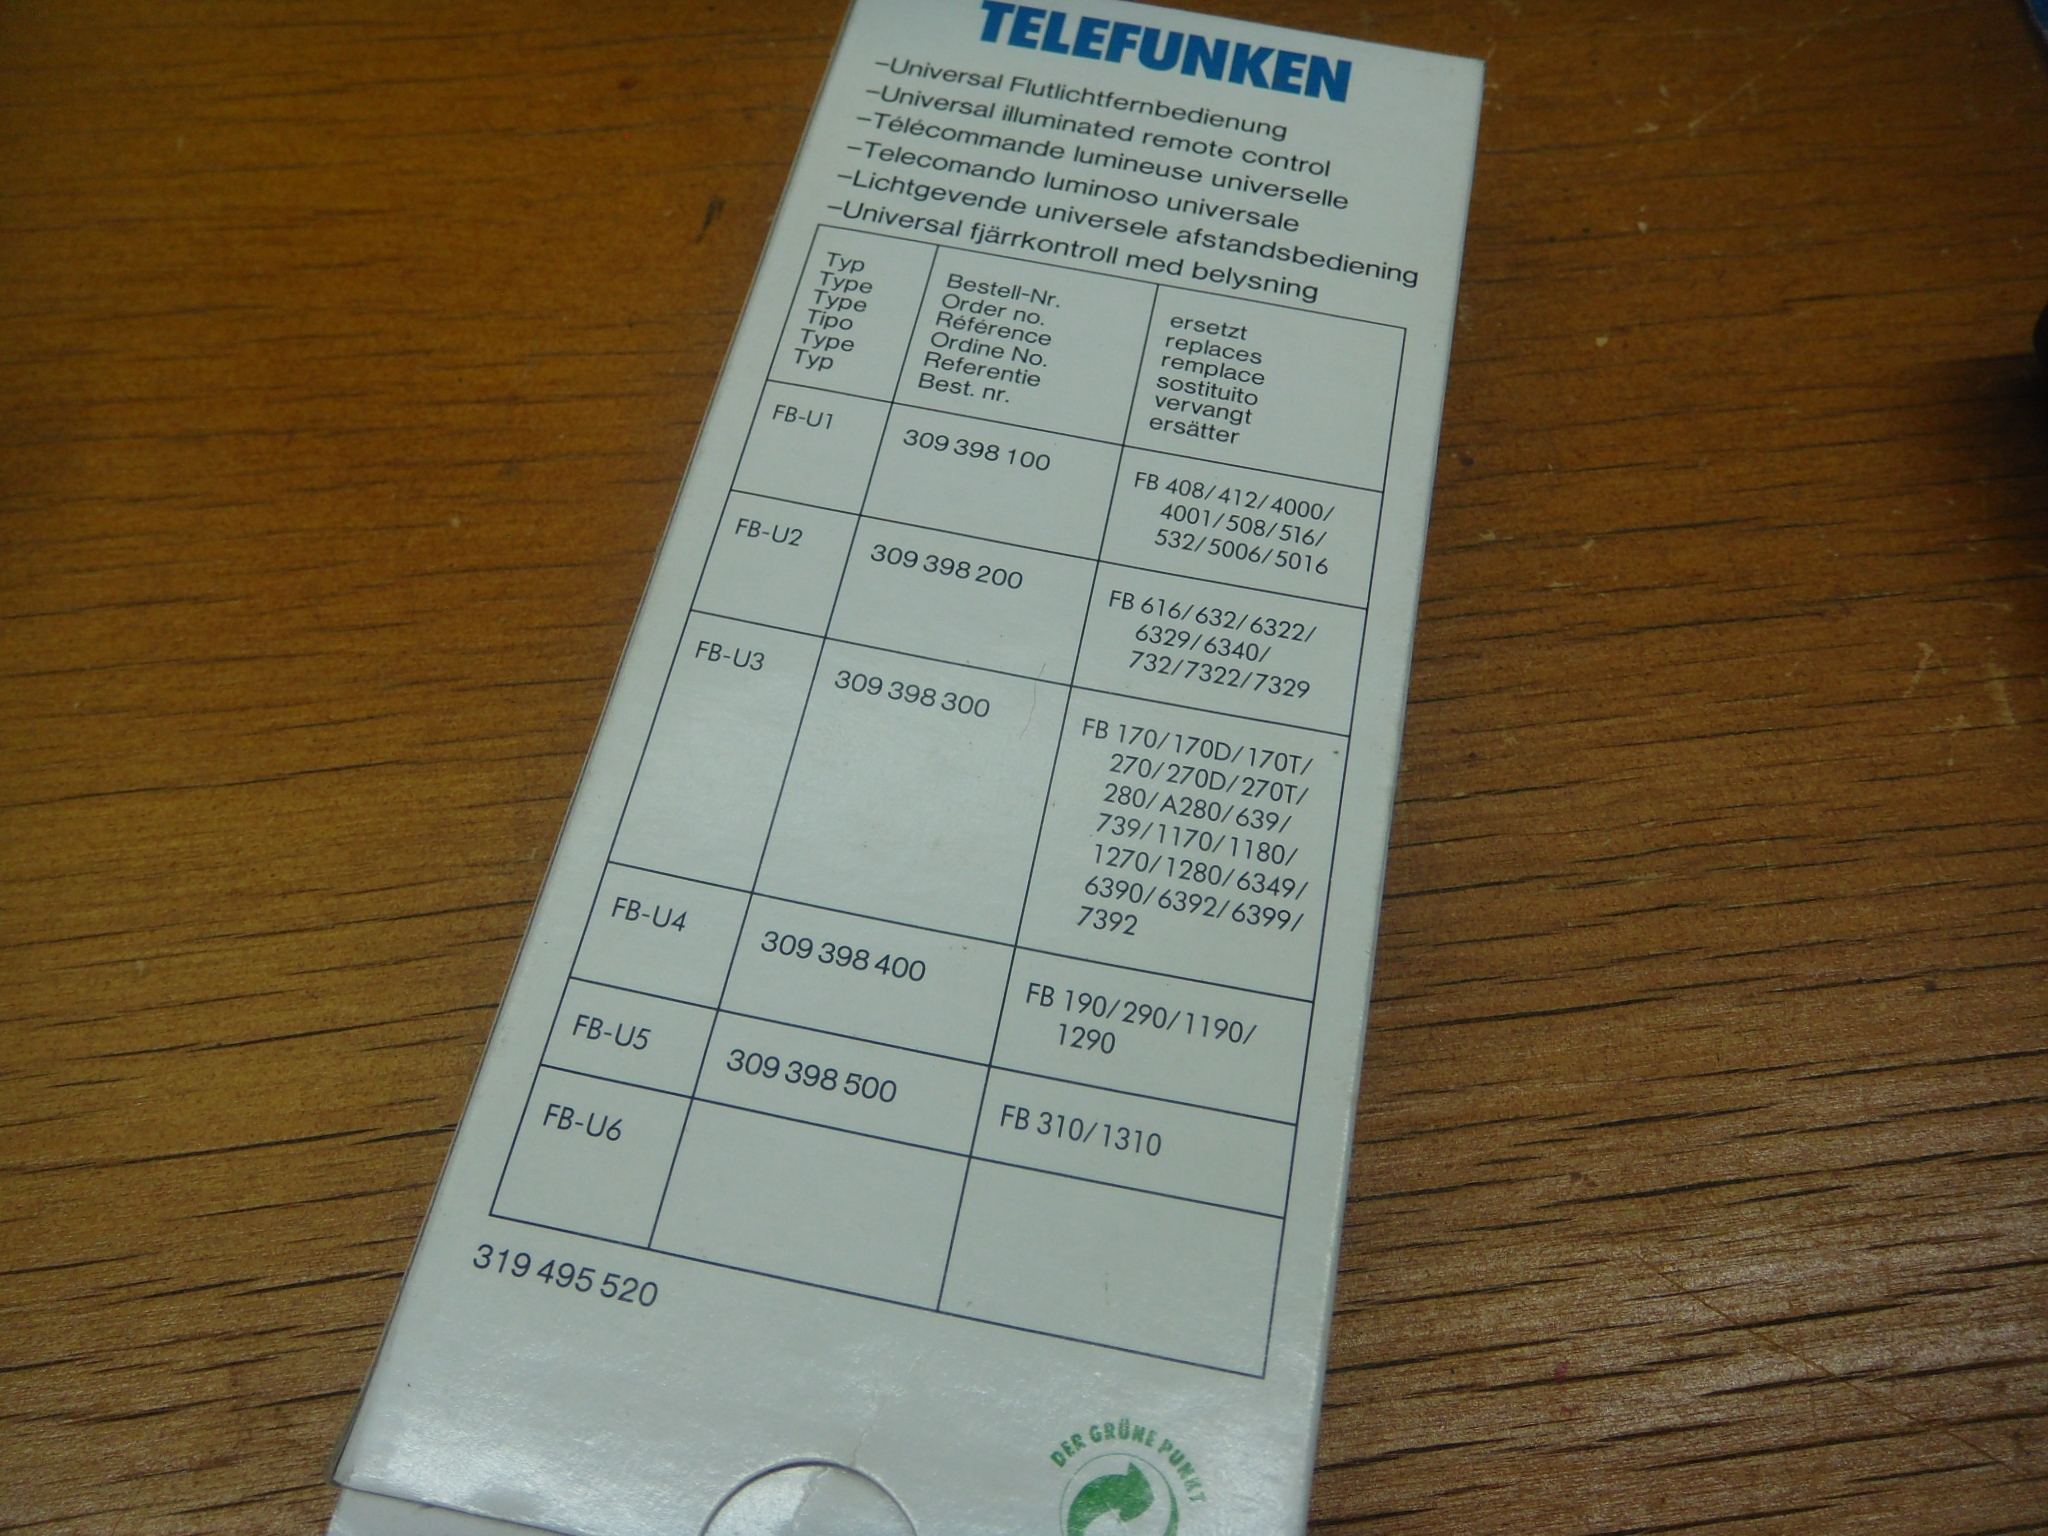 TELEFUNKEN
–Universal Flutlichtfernbedienung
–Universal illuminated remote control
–Télécommande lumineuse universelle
–Telecomando luminoso universale
–Lichtgevende universele afstandsbediening
–Universal fjärrkontroll med belysning
Typ
Type
Type
Tipo
Type
Typ
Bestell-Nr.
Order no.
Référence
Ordine No.
Referentie
Best. nr.
ersetzt
replaces
remplace
sostituito
vervangt
ersätter
FB-U1
309 398 100
FB 408/412/4000/
4001/508/516/
532/5006/5016
FB-U2
309 398 200
FB 616/632/6322/
6329/6340/
732/7322/7329
FB-U3
309 398 300
FB 170/170D/170T/
270/270D/270T/
280/A280/639/
739/1170/1180/
1270/1280/6349/
6390/6392/6399/
7392
FB-U4
309 398 400
FB 190/290/1190/
1290
FB-U5
309 398 500
FB 310/1310
FB-U6
319 495 520
DER GRÜNE PUNKT